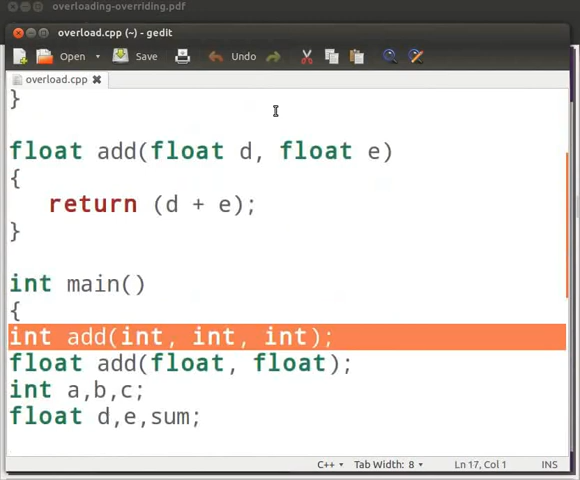 overloading-overriding.pdf
overload.cpp (~) - gedit
Open Save Undo
overload.cpp
}
float add(float d, float e)
{
return (d + e);
}
int main()
{
int add(int, int, int);
float add(float, float);
int a,b,c;
float d,e,sum;
C++ Tab Width: 8 Ln 17, Col 1 INS